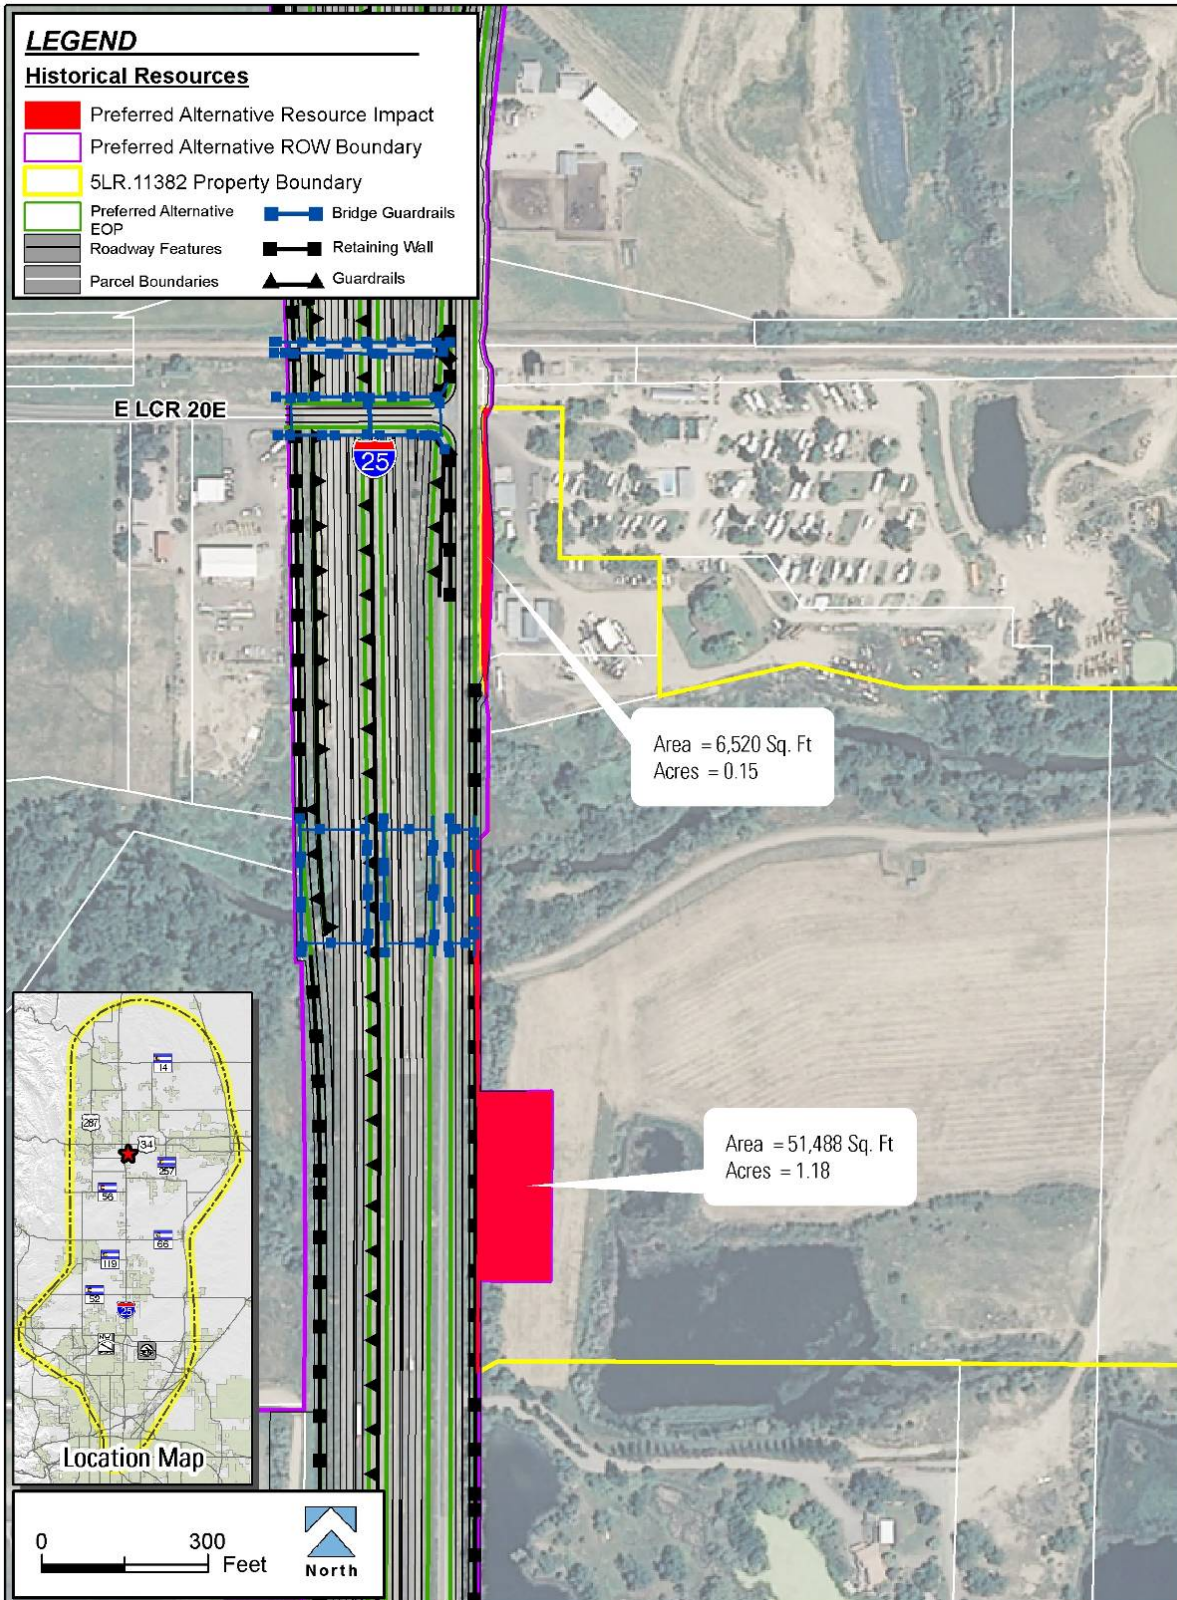 LEGEND
Historical Resources
Preferred Alternative Resource Impact
Preferred Alternative ROW Boundary
5LR.11382 Property Boundary
Preferred Alternative
EOP
Roadway Features
Parcel Boundaries
Bridge Guardrails
Retaining Wall
Guardrails
E LCR 20E
25
Area = 6,520 Sq. Ft
Acres = 0.15
Area = 51,488 Sq. Ft
Acres = 1.18
14
287
34
257
56
66
119
52
25
Location Map
0 300
Feet
North